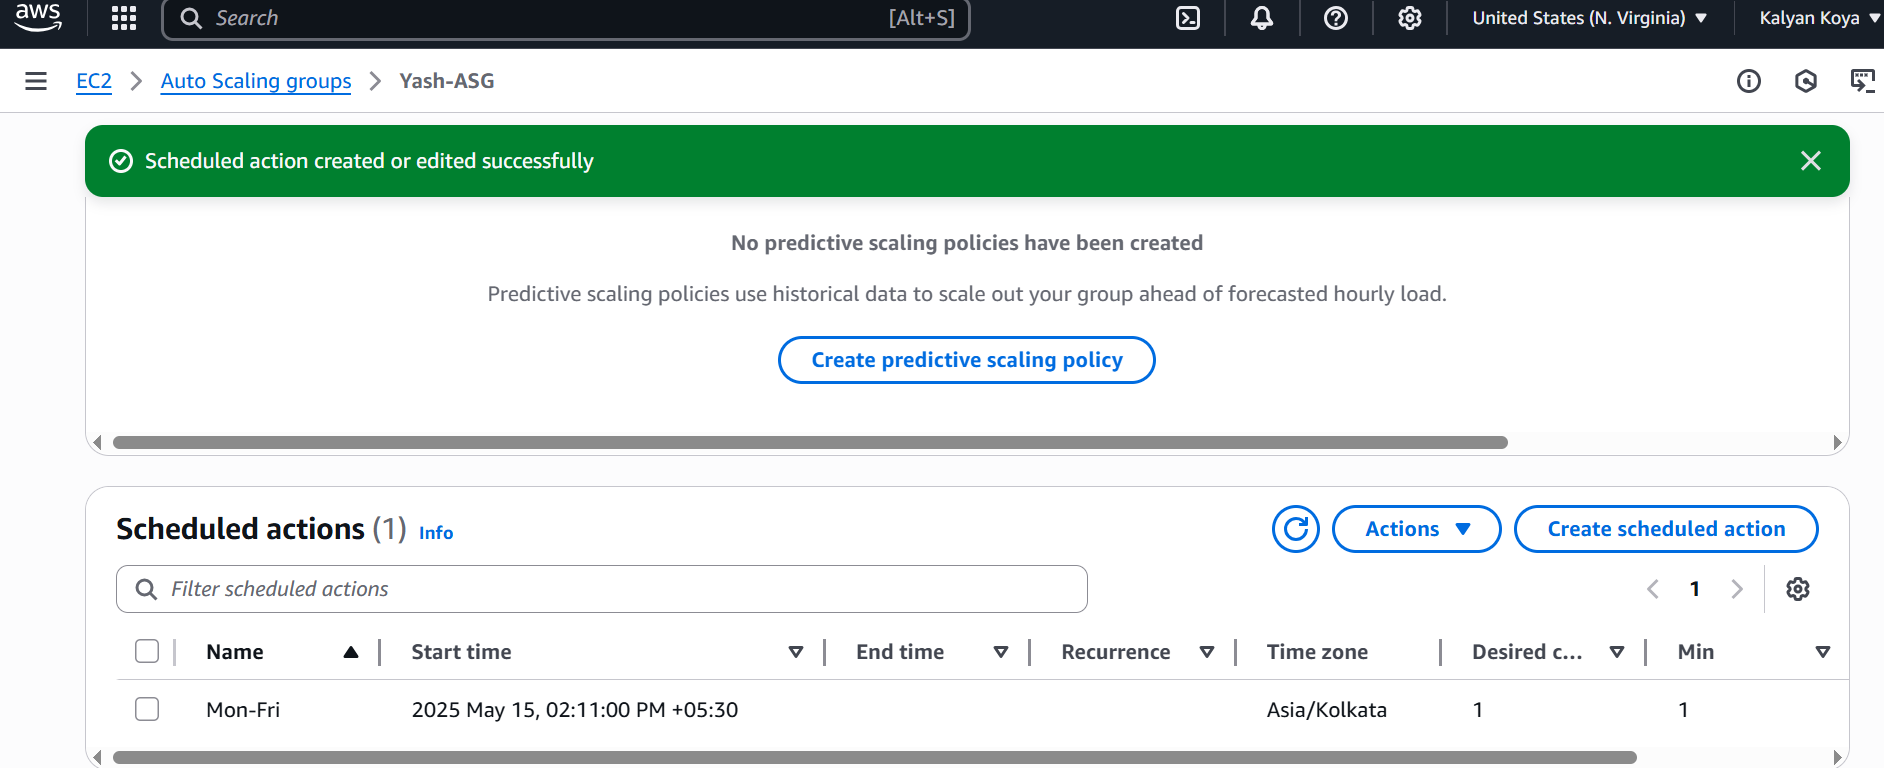 aws
Search [Alt+S] United States (N. Virginia) Kalyan Koya
EC2 Auto Scaling groups Yash-ASG
Scheduled action created or edited successfully
No predictive scaling policies have been created
Predictive scaling policies use historical data to scale out your group ahead of forecasted hourly load.
Create predictive scaling policy
Scheduled actions (1) Info Actions Create scheduled action
Filter scheduled actions 1
Name Start time End time Recurrence Time zone Desired c... Min
Mon-Fri 2025 May 15, 02:11:00 PM +05:30 Asia/Kolkata 1 1